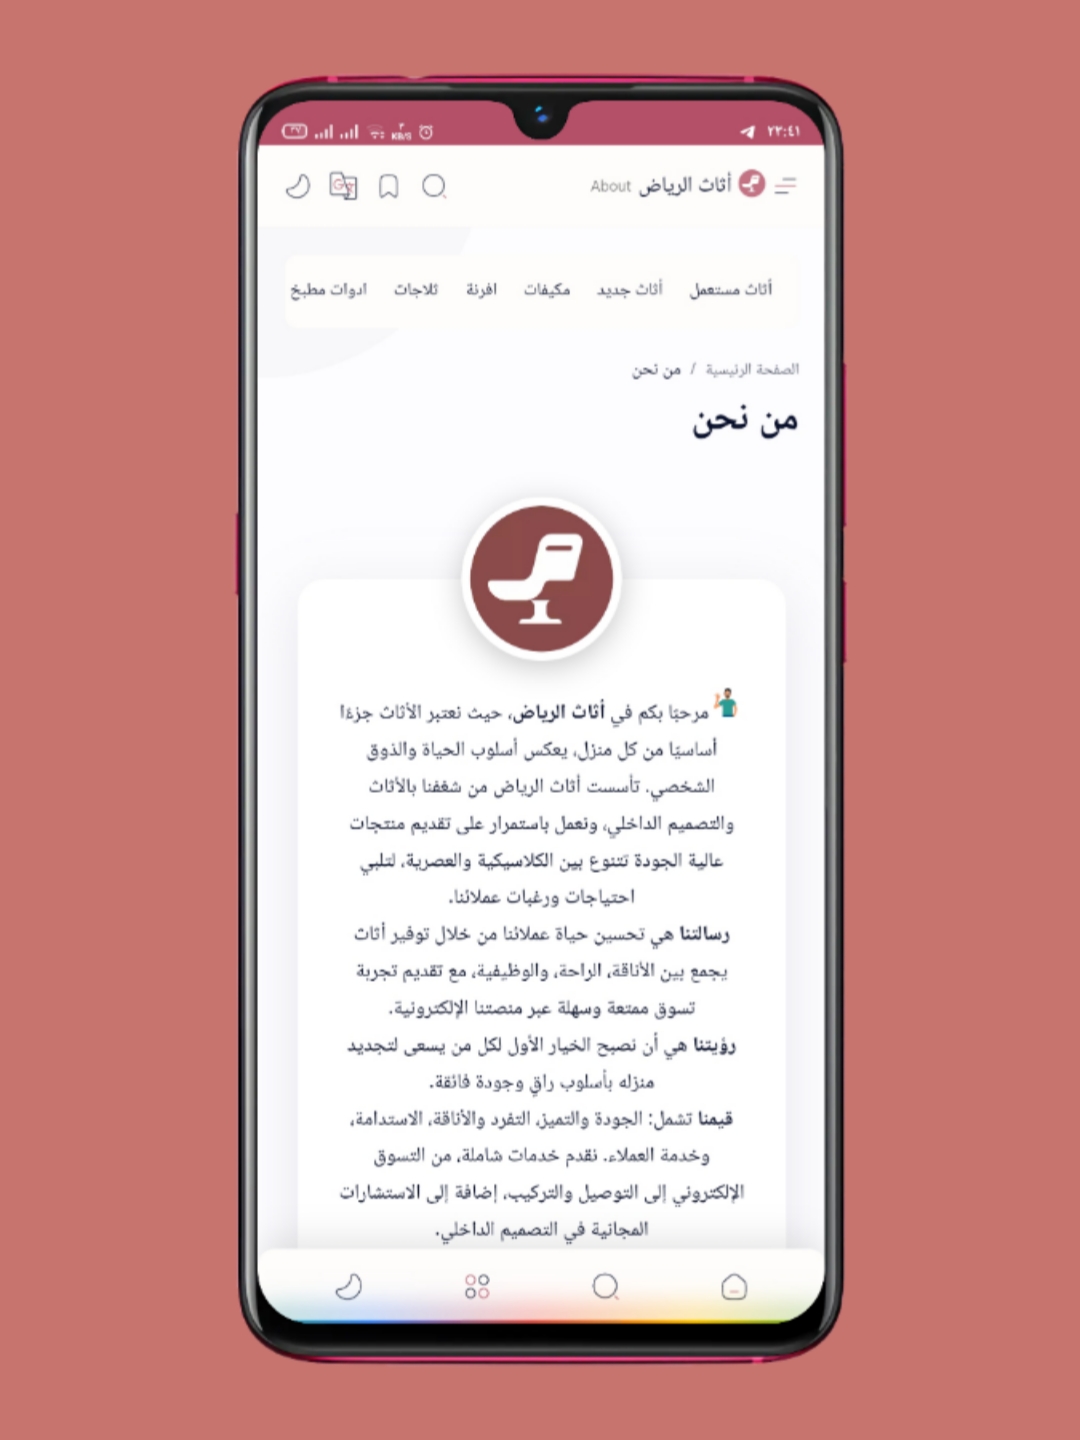 ٢٣:٤١
٢٧
KB/S
أثاث الرياض About
أثاث مستعمل أثاث جديد مكيفات افرنة ثلاجات ادوات مطبخ
الصفحة الرئيسية / من نحن
من نحن
مرحبًا بكم في أثاث الرياض، حيث نعتبر الأثاث جزءًا
أساسيًا من كل منزل، يعكس أسلوب الحياة والذوق
الشخصي. تأسست أثاث الرياض من شغفنا بالأثاث
والتصميم الداخلي، ونعمل باستمرار على تقديم منتجات
عالية الجودة تتنوع بين الكلاسيكية والعصرية، لتلبي
احتياجات ورغبات عملائنا.
رسالتنا هي تحسين حياة عملائنا من خلال توفير أثاث
يجمع بين الأناقة، الراحة، والوظيفية، مع تقديم تجربة
تسوق ممتعة وسهلة عبر منصتنا الإلكترونية.
رؤيتنا هي أن نصبح الخيار الأول لكل من يسعى لتجديد
منزله بأسلوب راقٍ وجودة فائقة.
قيمنا تشمل: الجودة والتميز، التفرد والأناقة، الاستدامة،
وخدمة العملاء. نقدم خدمات شاملة، من التسوق
الإلكتروني إلى التوصيل والتركيب، إضافة إلى الاستشارات
المجانية في التصميم الداخلي.